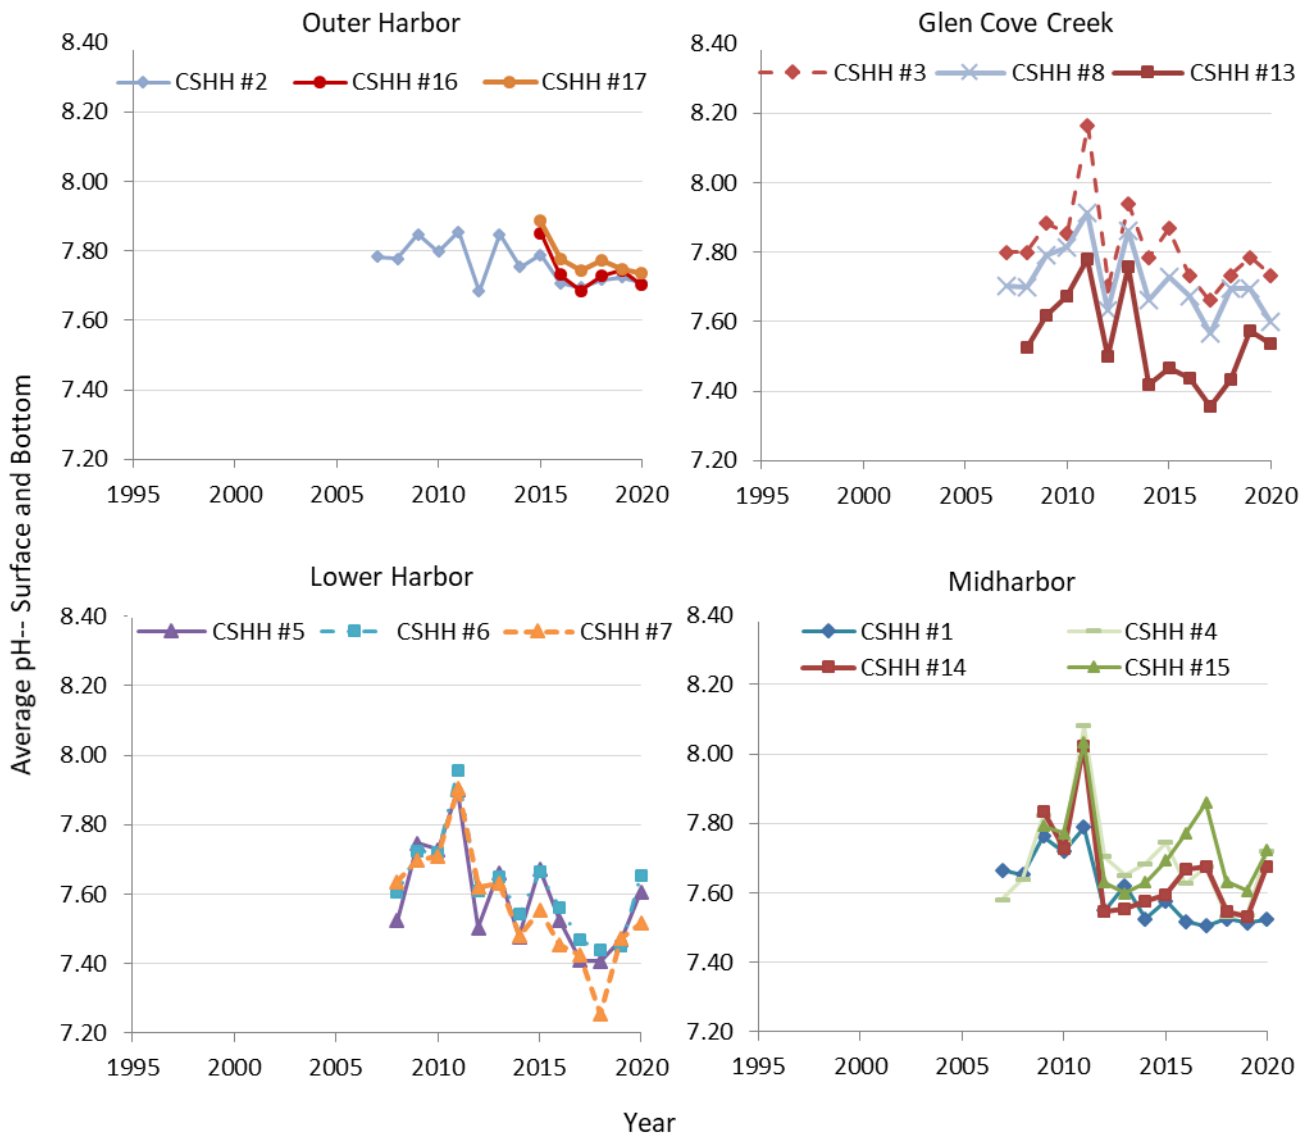 Outer Harbor
8.40
CSHH #2 CSHH #16 CSHH #17
8.20
8.00
7.80
7.60
7.40
7.20
1995 2000 2005 2010 2015 2020
Glen Cove Creek
8.40
CSHH #3 CSHH #8 CSHH #13
8.20
8.00
7.80
7.60
7.40
7.20
1995 2000 2005 2010 2015 2020
Average pH-- Surface and Bottom
Lower Harbor
8.40
CSHH #5 CSHH #6 CSHH #7
8.20
8.00
7.80
7.60
7.40
7.20
1995 2000 2005 2010 2015 2020
Midharbor
8.40
CSHH #1 CSHH #4
CSHH #14 CSHH #15
8.20
8.00
7.80
7.60
7.40
7.20
1995 2000 2005 2010 2015 2020
Year